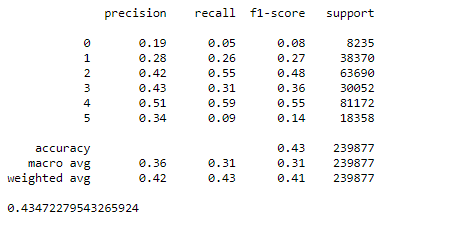 precision recall f1-score support
0 0.19 0.05 0.08 8235
1 0.28 0.26 0.27 38370
2 0.42 0.55 0.48 63690
3 0.43 0.31 0.36 30052
4 0.51 0.59 0.55 81172
5 0.34 0.09 0.14 18358
accuracy 0.43 239877
macro avg 0.36 0.31 0.31 239877
weighted avg 0.42 0.43 0.41 239877
0.43472279543265924